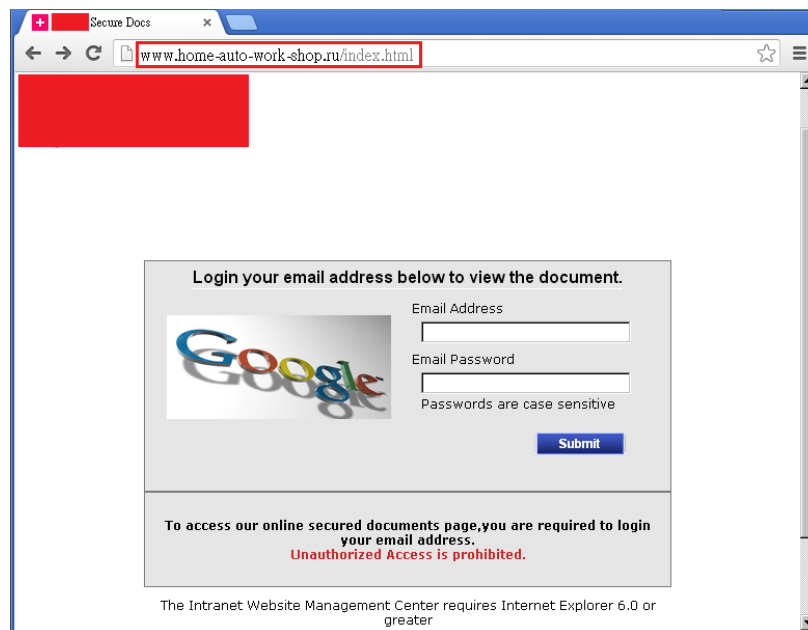 Secure Docs
www.home-auto-work-shop.ru/index.html
Login your email address below to view the document.
Google
Email Address
Email Password
Passwords are case sensitive
Submit
To access our online secured documents page,you are required to login
your email address.
Unauthorized Access is prohibited.
The Intranet Website Management Center requires Internet Explorer 6.0 or
greater